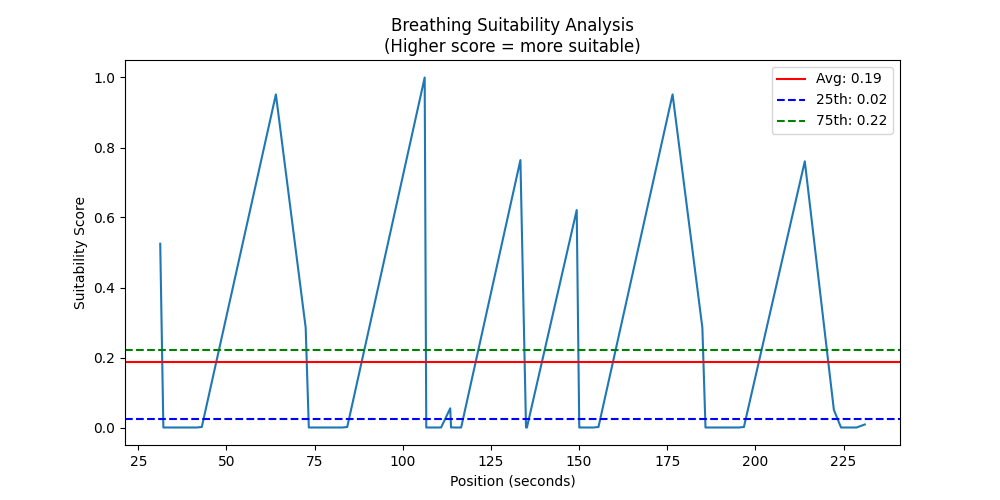 Breathing Suitability Analysis
(Higher score = more suitable)
Avg: 0.19
25th: 0.02
75th: 0.22
Suitability Score
1.0
0.8
0.6
0.4
0.2
0.0
25
50
75
100
125
150
175
200
225
Position (seconds)